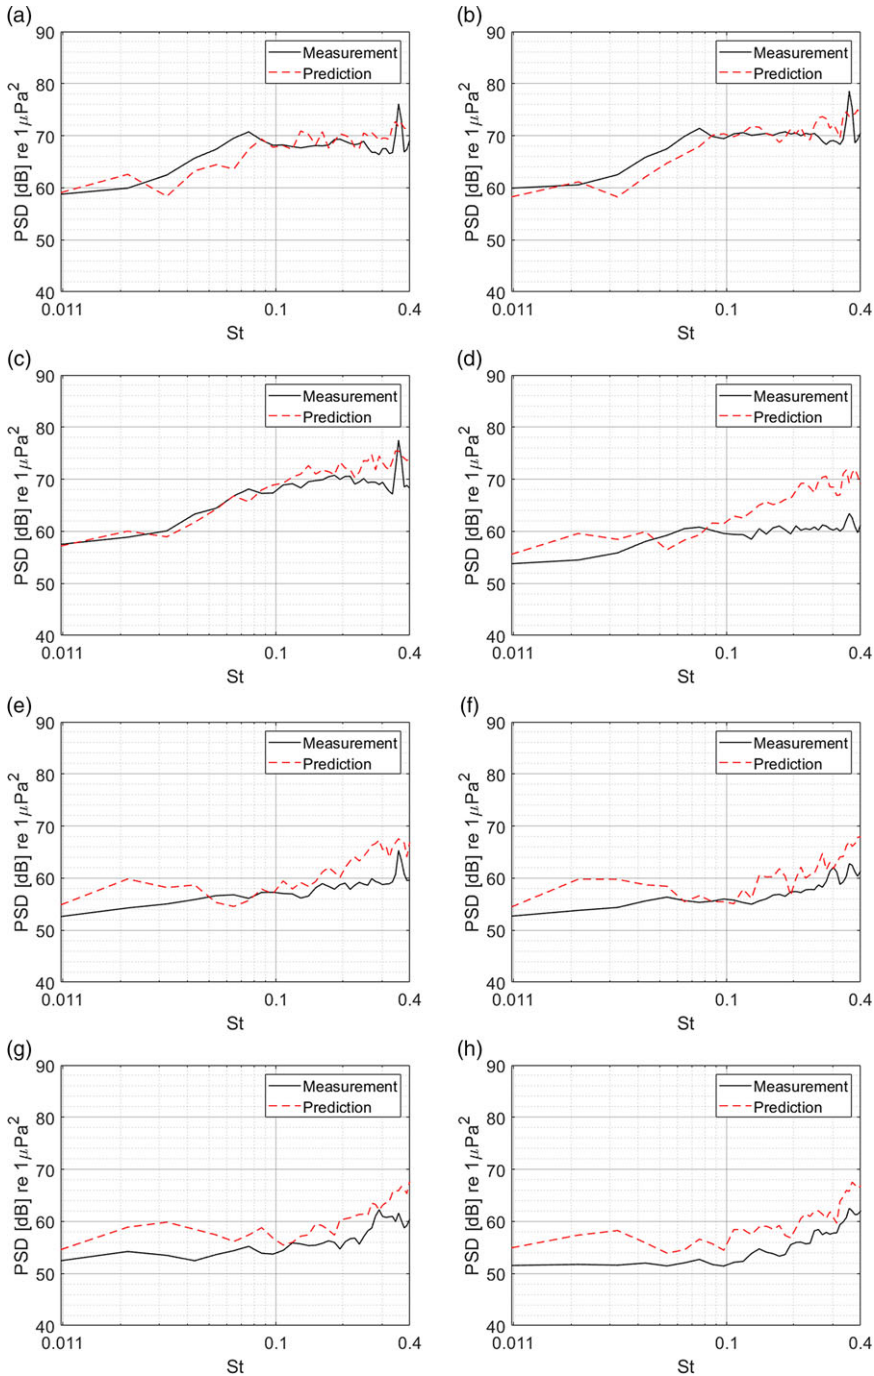 (a)
90
80
70
60
50
40
PSD [dB] re 1μPa²
Measurement
Prediction
0.011
0.1
0.4
St
(b)
90
80
70
60
50
40
PSD [dB] re 1μPa²
Measurement
Prediction
0.011
0.1
0.4
St
(c)
90
80
70
60
50
40
PSD [dB] re 1μPa²
Measurement
Prediction
0.011
0.1
0.4
St
(d)
90
80
70
60
50
40
PSD [dB] re 1μPa²
Measurement
Prediction
0.011
0.1
0.4
St
(e)
90
80
70
60
50
40
PSD [dB] re 1μPa²
Measurement
Prediction
0.011
0.1
0.4
St
(f)
90
80
70
60
50
40
PSD [dB] re 1μPa²
Measurement
Prediction
0.011
0.1
0.4
St
(g)
90
80
70
60
50
40
PSD [dB] re 1μPa²
Measurement
Prediction
0.011
0.1
0.4
St
(h)
90
80
70
60
50
40
PSD [dB] re 1μPa²
Measurement
Prediction
0.011
0.1
0.4
St